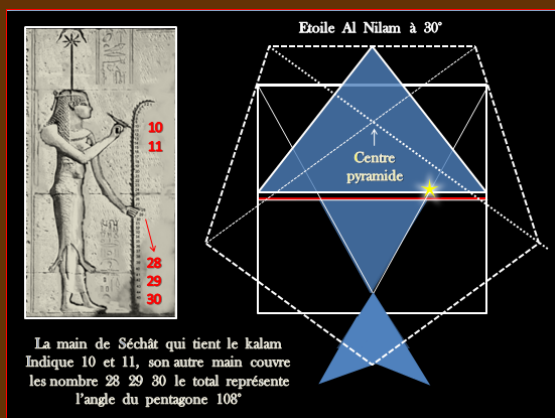 Etoile Al Nilam à 30°
10
11
Centre
pyramide
28
29
30
La main de Séchât qui tient le kalam
Indique 10 et 11, son autre main couvre
les nombre 28 29 30 le total représente
l'angle du pentagone 108°